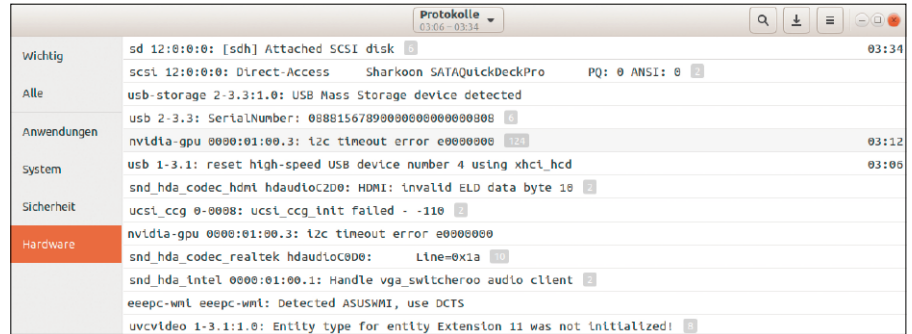 Protokolle
03:06 – 03:34
Wichtig
Alle
Anwendungen
System
Sicherheit
Hardware
sd 12:0:0:0: [sdh] Attached SCSI disk 6 03:34
scsi 12:0:0:0: Direct-Access Sharkoon SATAQuickDeckPro PQ: 0 ANSI: 0 2
usb-storage 2-3.3:1.0: USB Mass Storage device detected
usb 2-3.3: SerialNumber: 6
nvidia-gpu 0000:01:00.3: i2c timeout error e0000000 124 03:12
usb 1-3.1: reset high-speed USB device number 4 using xhci_hcd 03:06
snd_hda_codec_hdmi hdaudioC2D0: HDMI: invalid ELD data byte 10 2
ucsi_ccg 0-0008: ucsi_ccg_init failed - -110 2
nvidia-gpu 0000:01:00.3: i2c timeout error e0000000
snd_hda_codec_realtek hdaudioC0D0: Line=0x1a 10
snd_hda_intel 0000:01:00.1: Handle vga_switcheroo audio client 2
eeepc-wmi eeepc-wmi: Detected ASUSWMI, use DCTS
uvcvideo 1-3.1:1.0: Entity type for entity Extension 11 was not initialized! 8